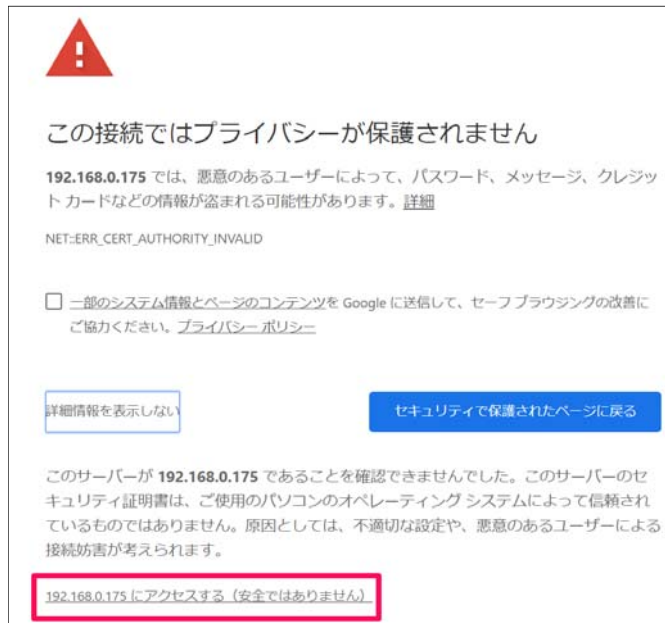 この接続ではプライバシーが保護されません
192.168.0.175 では、悪意のあるユーザーによって、パスワード、メッセージ、クレジッ
ト カードなどの情報が盗まれる可能性があります。詳細
NET::ERR_CERT_AUTHORITY_INVALID
一部のシステム情報とページのコンテンツを Google に送信して、セーフ ブラウジングの改善に
ご協力ください。プライバシー ポリシー
詳細情報を表示しない
セキュリティで保護されたページに戻る
このサーバーが 192.168.0.175 であることを確認できませんでした。このサーバーのセ
キュリティ証明書は、ご使用のパソコンのオペレーティング システムによって信頼され
ているものではありません。原因としては、不適切な設定や、悪意のあるユーザーによる
接続妨害が考えられます。
192.168.0.175 にアクセスする（安全ではありません）